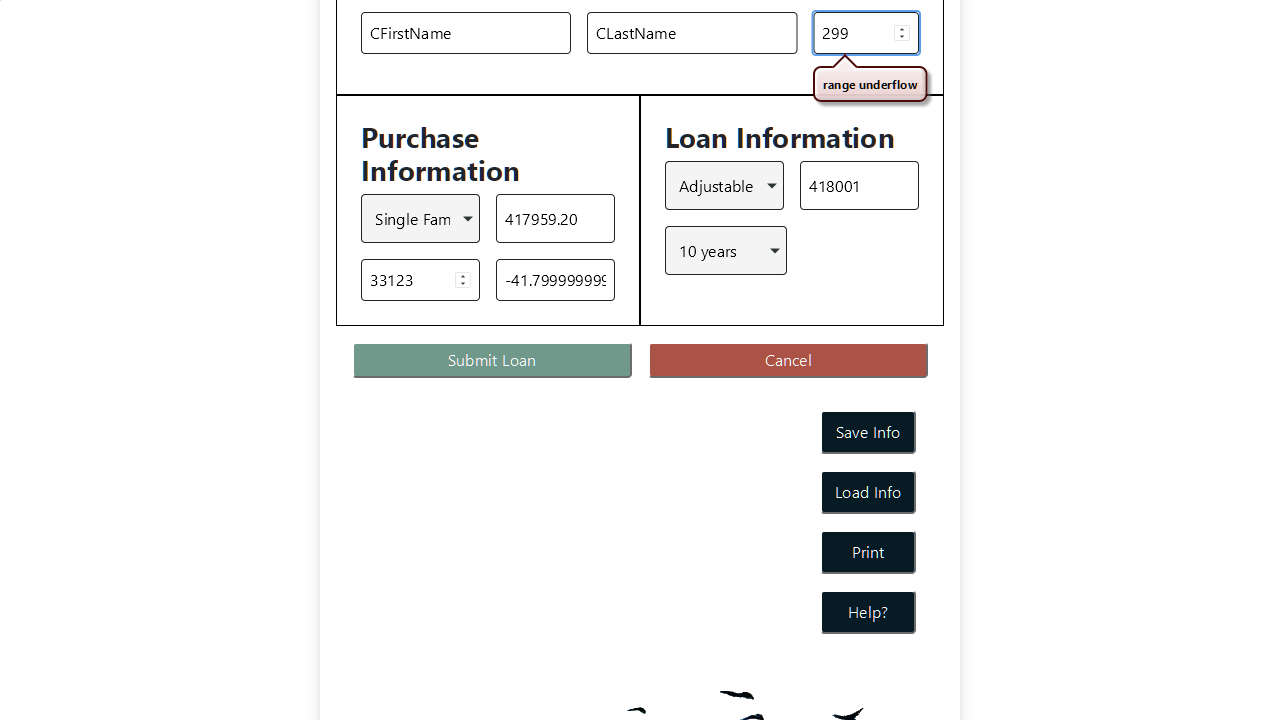 CFirstName
CLastName
299
range underflow
Purchase
Information
Single Fam
417959.20
33123
-41.799999999
Loan Information
Adjustable
418001
10 years
Submit Loan
Cancel
Save Info
Load Info
Print
Help?